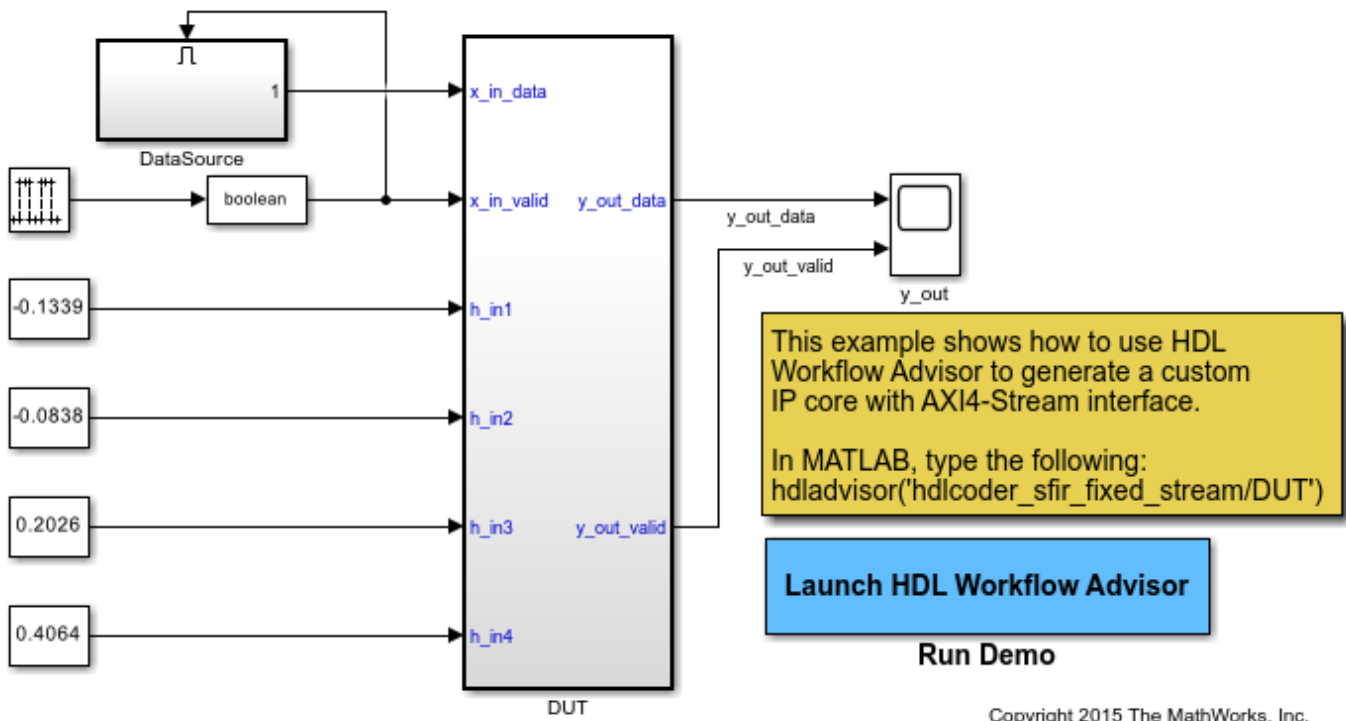 1
DataSource
boolean
-0.1339
-0.0838
0.2026
0.4064
x_in_data
x_in_valid
h_in1
h_in2
h_in3
h_in4
y_out_data
y_out_valid
DUT
y_out_data
y_out_valid
y_out
This example shows how to use HDL
Workflow Advisor to generate a custom
IP core with AXI4-Stream interface.
In MATLAB, type the following:
hdladvisor('hdlcoder_sfir_fixed_stream/DUT')
Launch HDL Workflow Advisor
Run Demo
Copyright 2015 The MathWorks, Inc.